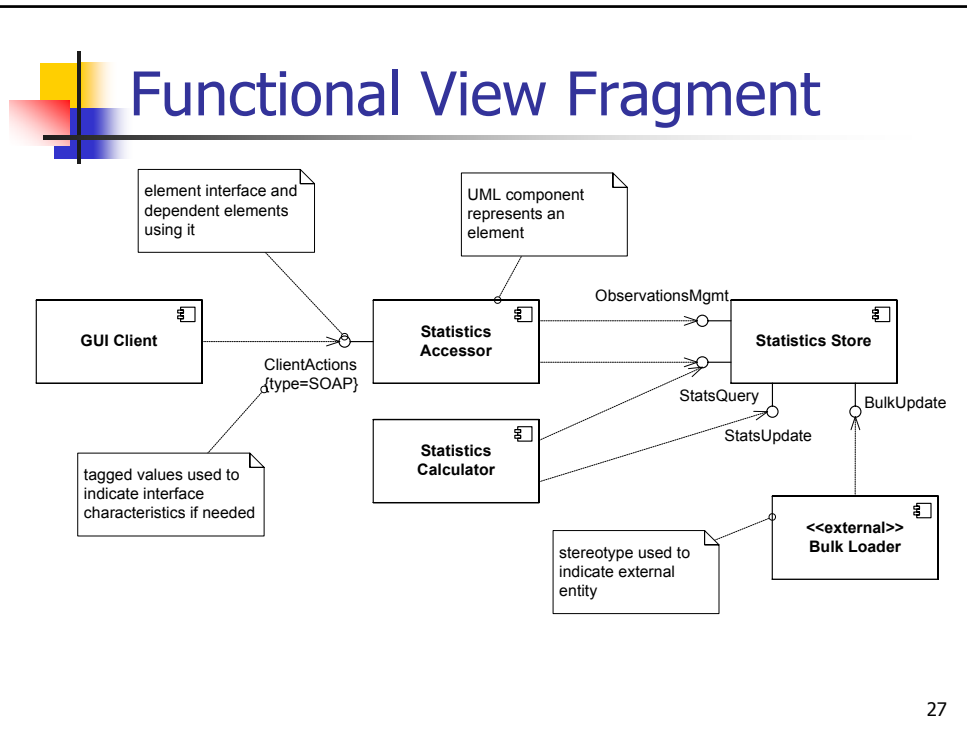 Functional View Fragment
element interface and
dependent elements
using it
UML component
represents an
element
ObservationsMgmt
GUI Client
Statistics
Accessor
Statistics Store
ClientActions
{type=SOAP}
StatsQuery
BulkUpdate
StatsUpdate
Statistics
Calculator
tagged values used to
indicate interface
characteristics if needed
<<external>>
Bulk Loader
stereotype used to
indicate external
entity
27